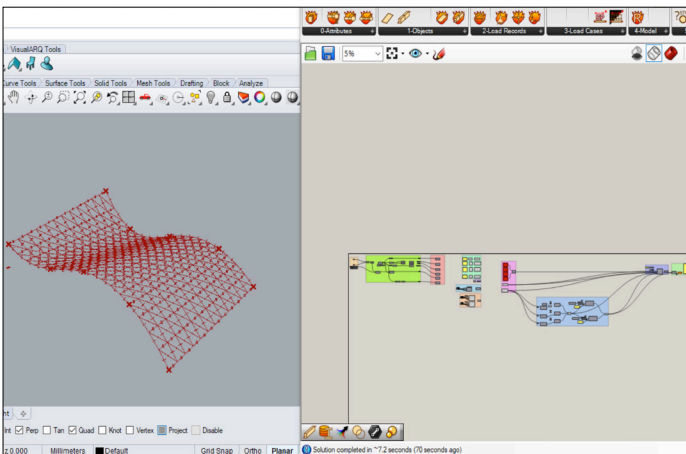 0-Attributes + 1-Objects + 2-Load Records + 3-Load Cases + 4-Model +
VisualARQ Tools
5%
Curve Tools Surface Tools Solid Tools Mesh Tools Drafting Block Analyze
Int Perp Tan Quad Knot Vertex Project Disable
z 0.000 Millimeters Default Grid Snap Ortho Planar
Solution completed in ~7.2 seconds (70 seconds ago)